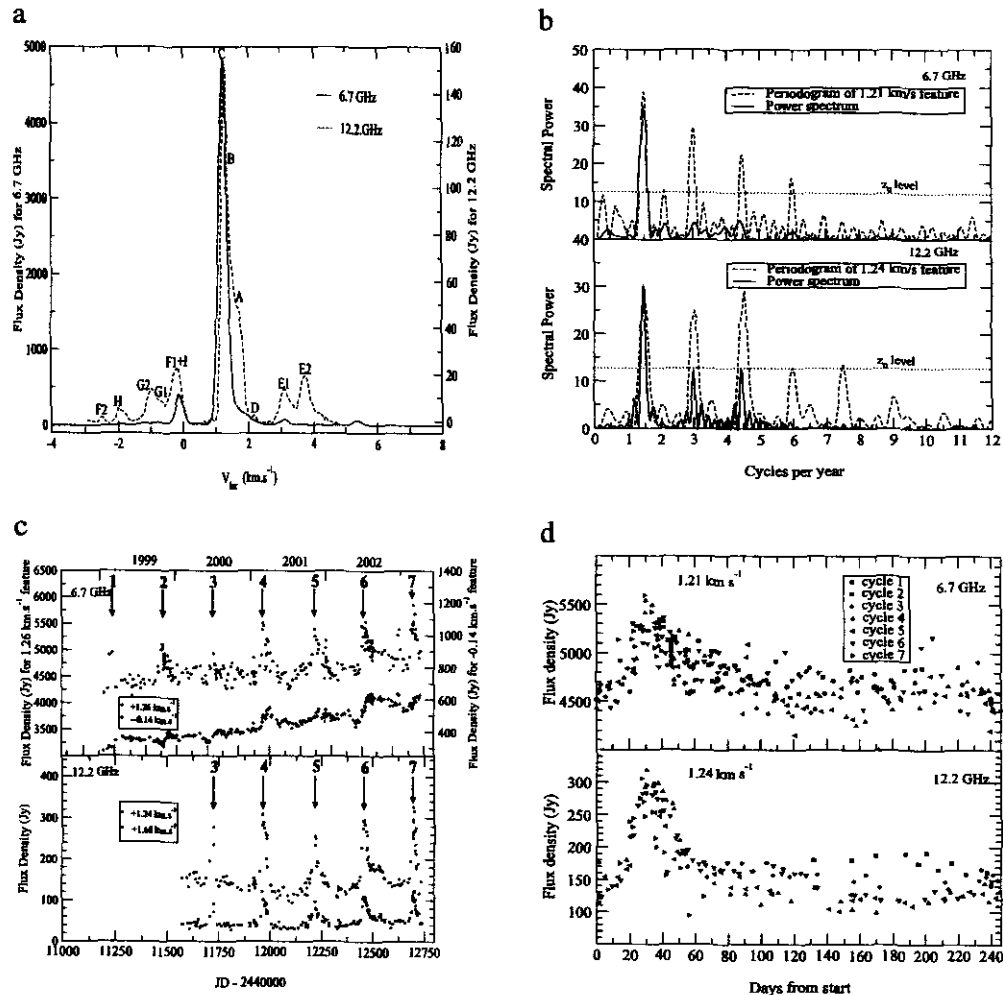 a
Flux Density (Jy) for 6.7 GHz
5000
4000
3000
2000
1000
0
6.7 GHz
12.2.GHz
B
A
F1+I
G2
G1
H
F2
D
E1
E2
160
140
120
100
80
60
40
20
0
Flux Density (Jy) for 12.2 GHz
-4 -2 0 2 4 6 8
V (km.s⁻¹)
b
Spectral Power
50
40
30
20
10
6.7 GHz
Periodogram of 1.21 km/s feature
Power spectrum
z₀ level
40
12.2 GHz
Periodogram of 1.24 km/s feature
Power spectrum
Spectral Power
30
20
10
0
z₀ level
0 1 2 3 4 5 6 7 8 9 10 11 12
Cycles per year
c
1999 2000 2001 2002
Flux Density (Jy) for 1.26 km.s⁻¹ feature
6500
6000
5500
5000
4500
4000
3500
6.7 GHz
1 2 3 4 5 6 7
+1.26 km.s⁻¹
−0.14 km.s⁻¹
1400
1200
1000
800
600
400
Flux Density (Jy) for -0.14 km.s⁻¹ feature
Flux Density (Jy)
400
300
200
100
0
12.2 GHz
3 4 5 6 7
+1.24 km.s⁻¹
11000 11250 11500 11750 12000 12250 12500 12750
JD - 2440000
d
Flux density (Jy)
5500
5000
4500
1.21 km s⁻¹
6.7 GHz
cycle 1
cycle 2
cycle 3
cycle 4
cycle 5
cycle 6
cycle 7
Flux density (Jy)
300
250
200
150
100
1.24 km s⁻¹
12.2 GHz
0 20 40 60 80 100 120 140 160 180 200 220 240
Days from start